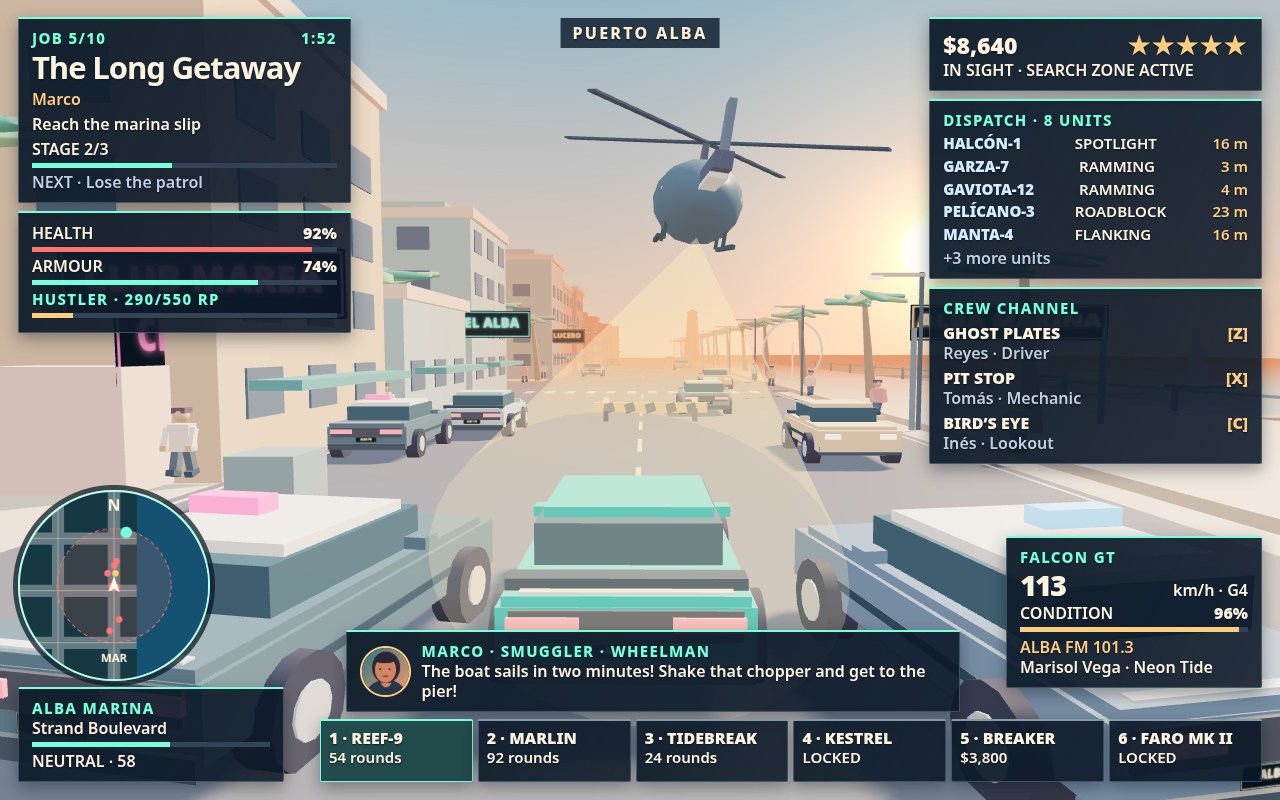 JOB 5/10 1:52
The Long Getaway
Marco
Reach the marina slip
STAGE 2/3
NEXT · Lose the patrol
HEALTH 92%
ARMOUR 74%
HUSTLER · 290/550 RP
PUERTO ALBA
$8,640 ★★★★★
IN SIGHT · SEARCH ZONE ACTIVE
DISPATCH · 8 UNITS
HALCÓN-1 SPOTLIGHT 16 m
GARZA-7 RAMMING 3 m
GAVIOTA-12 RAMMING 4 m
PELÍCANO-3 ROADBLOCK 23 m
MANTA-4 FLANKING 16 m
+3 more units
CREW CHANNEL
GHOST PLATES [Z]
Reyes · Driver
PIT STOP [X]
Tomás · Mechanic
BIRD'S EYE [C]
Inés · Lookout
EL ALBA
LUCERO
N
MAR
ALBA MARINA
Strand Boulevard
NEUTRAL · 58
FALCON GT
113 km/h · G4
CONDITION 96%
ALBA FM 101.3
Marisol Vega · Neon Tide
MARCO · SMUGGLER · WHEELMAN
The boat sails in two minutes! Shake that chopper and get to the
pier!
1 · REEF-9
54 rounds
2 · MARLIN
92 rounds
3 · TIDEBREAK
24 rounds
4 · KESTREL
LOCKED
5 · BREAKER
$3,800
6 · FARO MK II
LOCKED